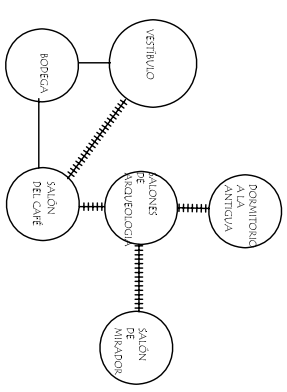 VESTÍBULO
BODEGA
SALÓN
DEL CAFÉ
SALONES
DE
ARQUEOLOGÍA
DORMITORIO
A LA
ANTIGUA
SALÓN
DE
MIRADOR